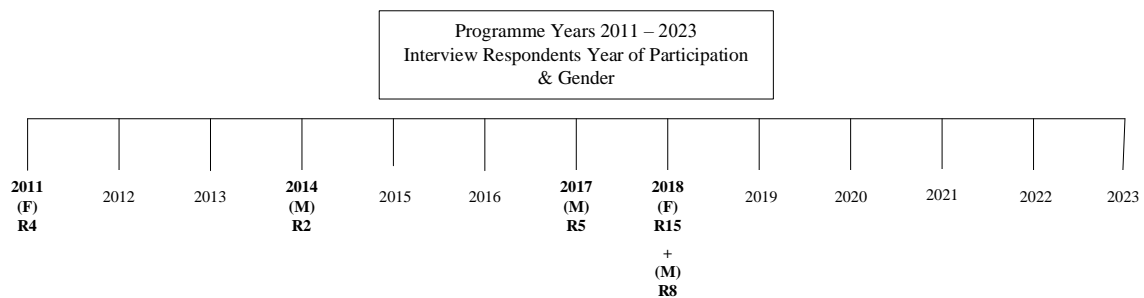 Programme Years 2011 – 2023
Interview Respondents Year of Participation
& Gender
2011
(F)
R4
2012
2013
2014
(M)
R2
2015
2016
2017
(M)
R5
2018
(F)
R15
+
(M)
R8
2019
2020
2021
2022
2023